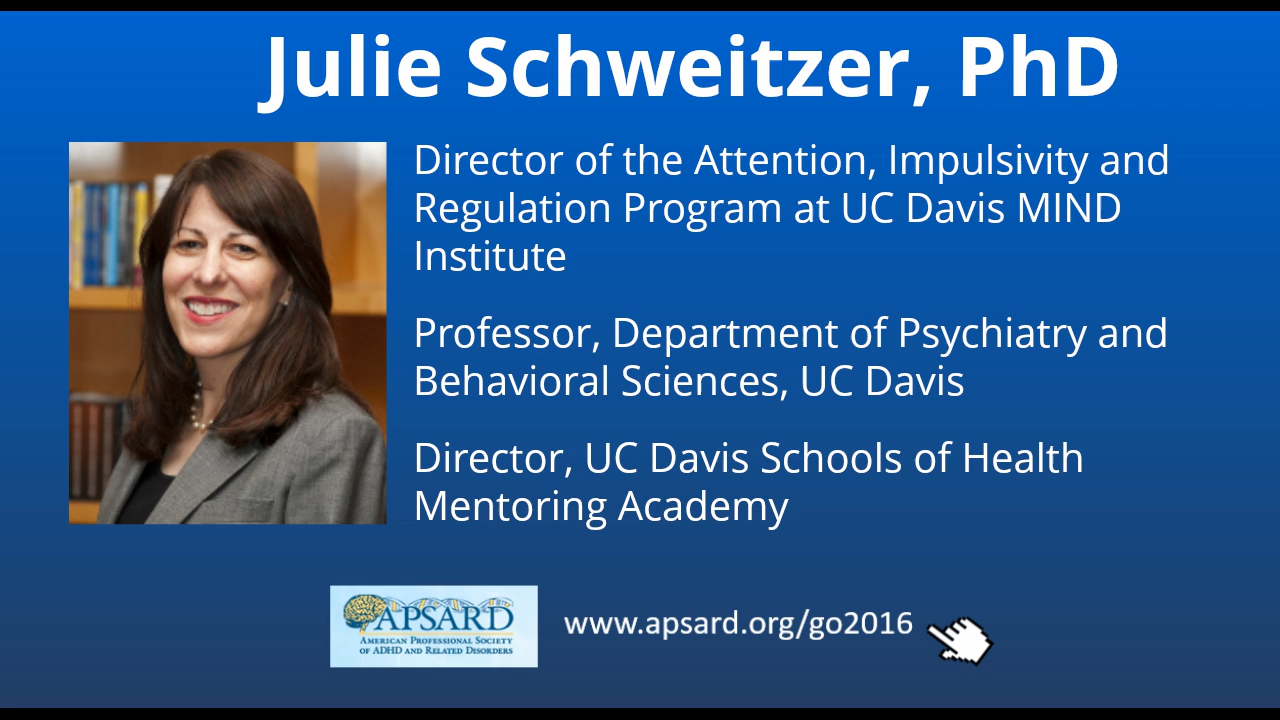 Julie Schweitzer, PhD
Director of the Attention, Impulsivity and
Regulation Program at UC Davis MIND
Institute
Professor, Department of Psychiatry and
Behavioral Sciences, UC Davis
Director, UC Davis Schools of Health
Mentoring Academy
APSARD
American Professional Society
of ADHD and Related Disorders
www.apsard.org/go2016